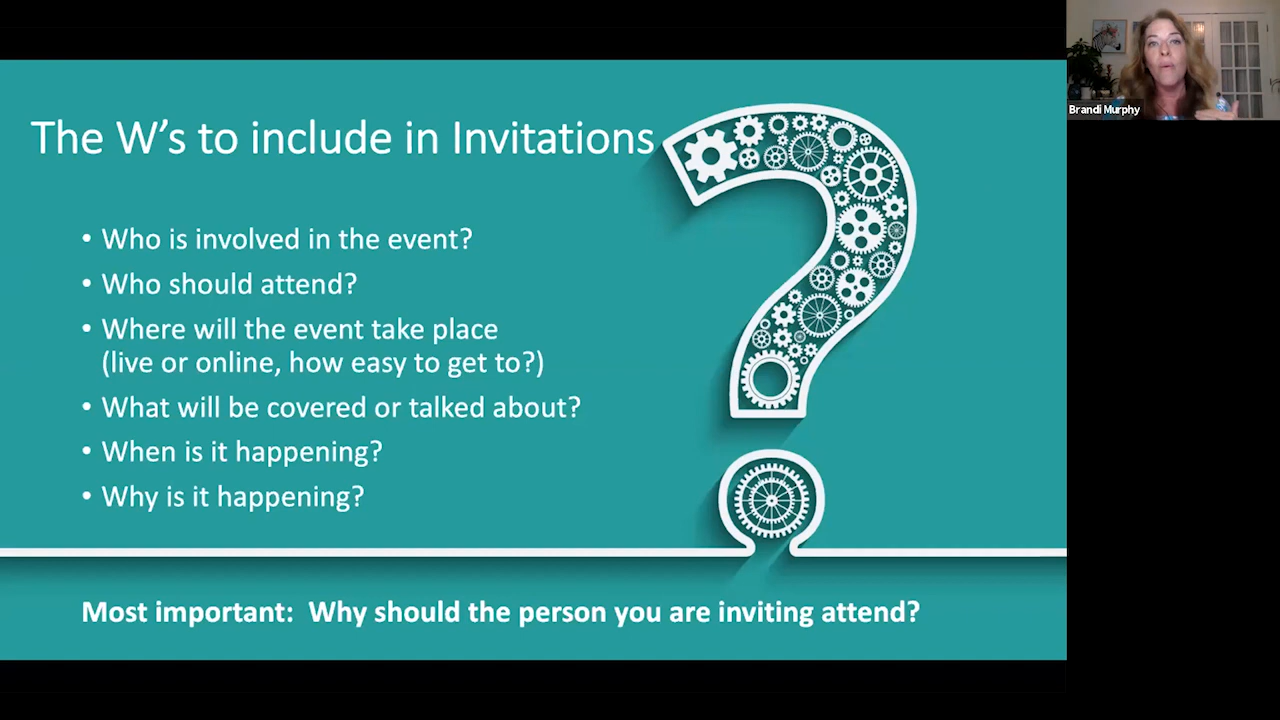 The W’s to include in Invitations
• Who is involved in the event?
• Who should attend?
• Where will the event take place
(live or online, how easy to get to?)
• What will be covered or talked about?
• When is it happening?
• Why is it happening?
Most important:  Why should the person you are inviting attend?
Brandi Murphy